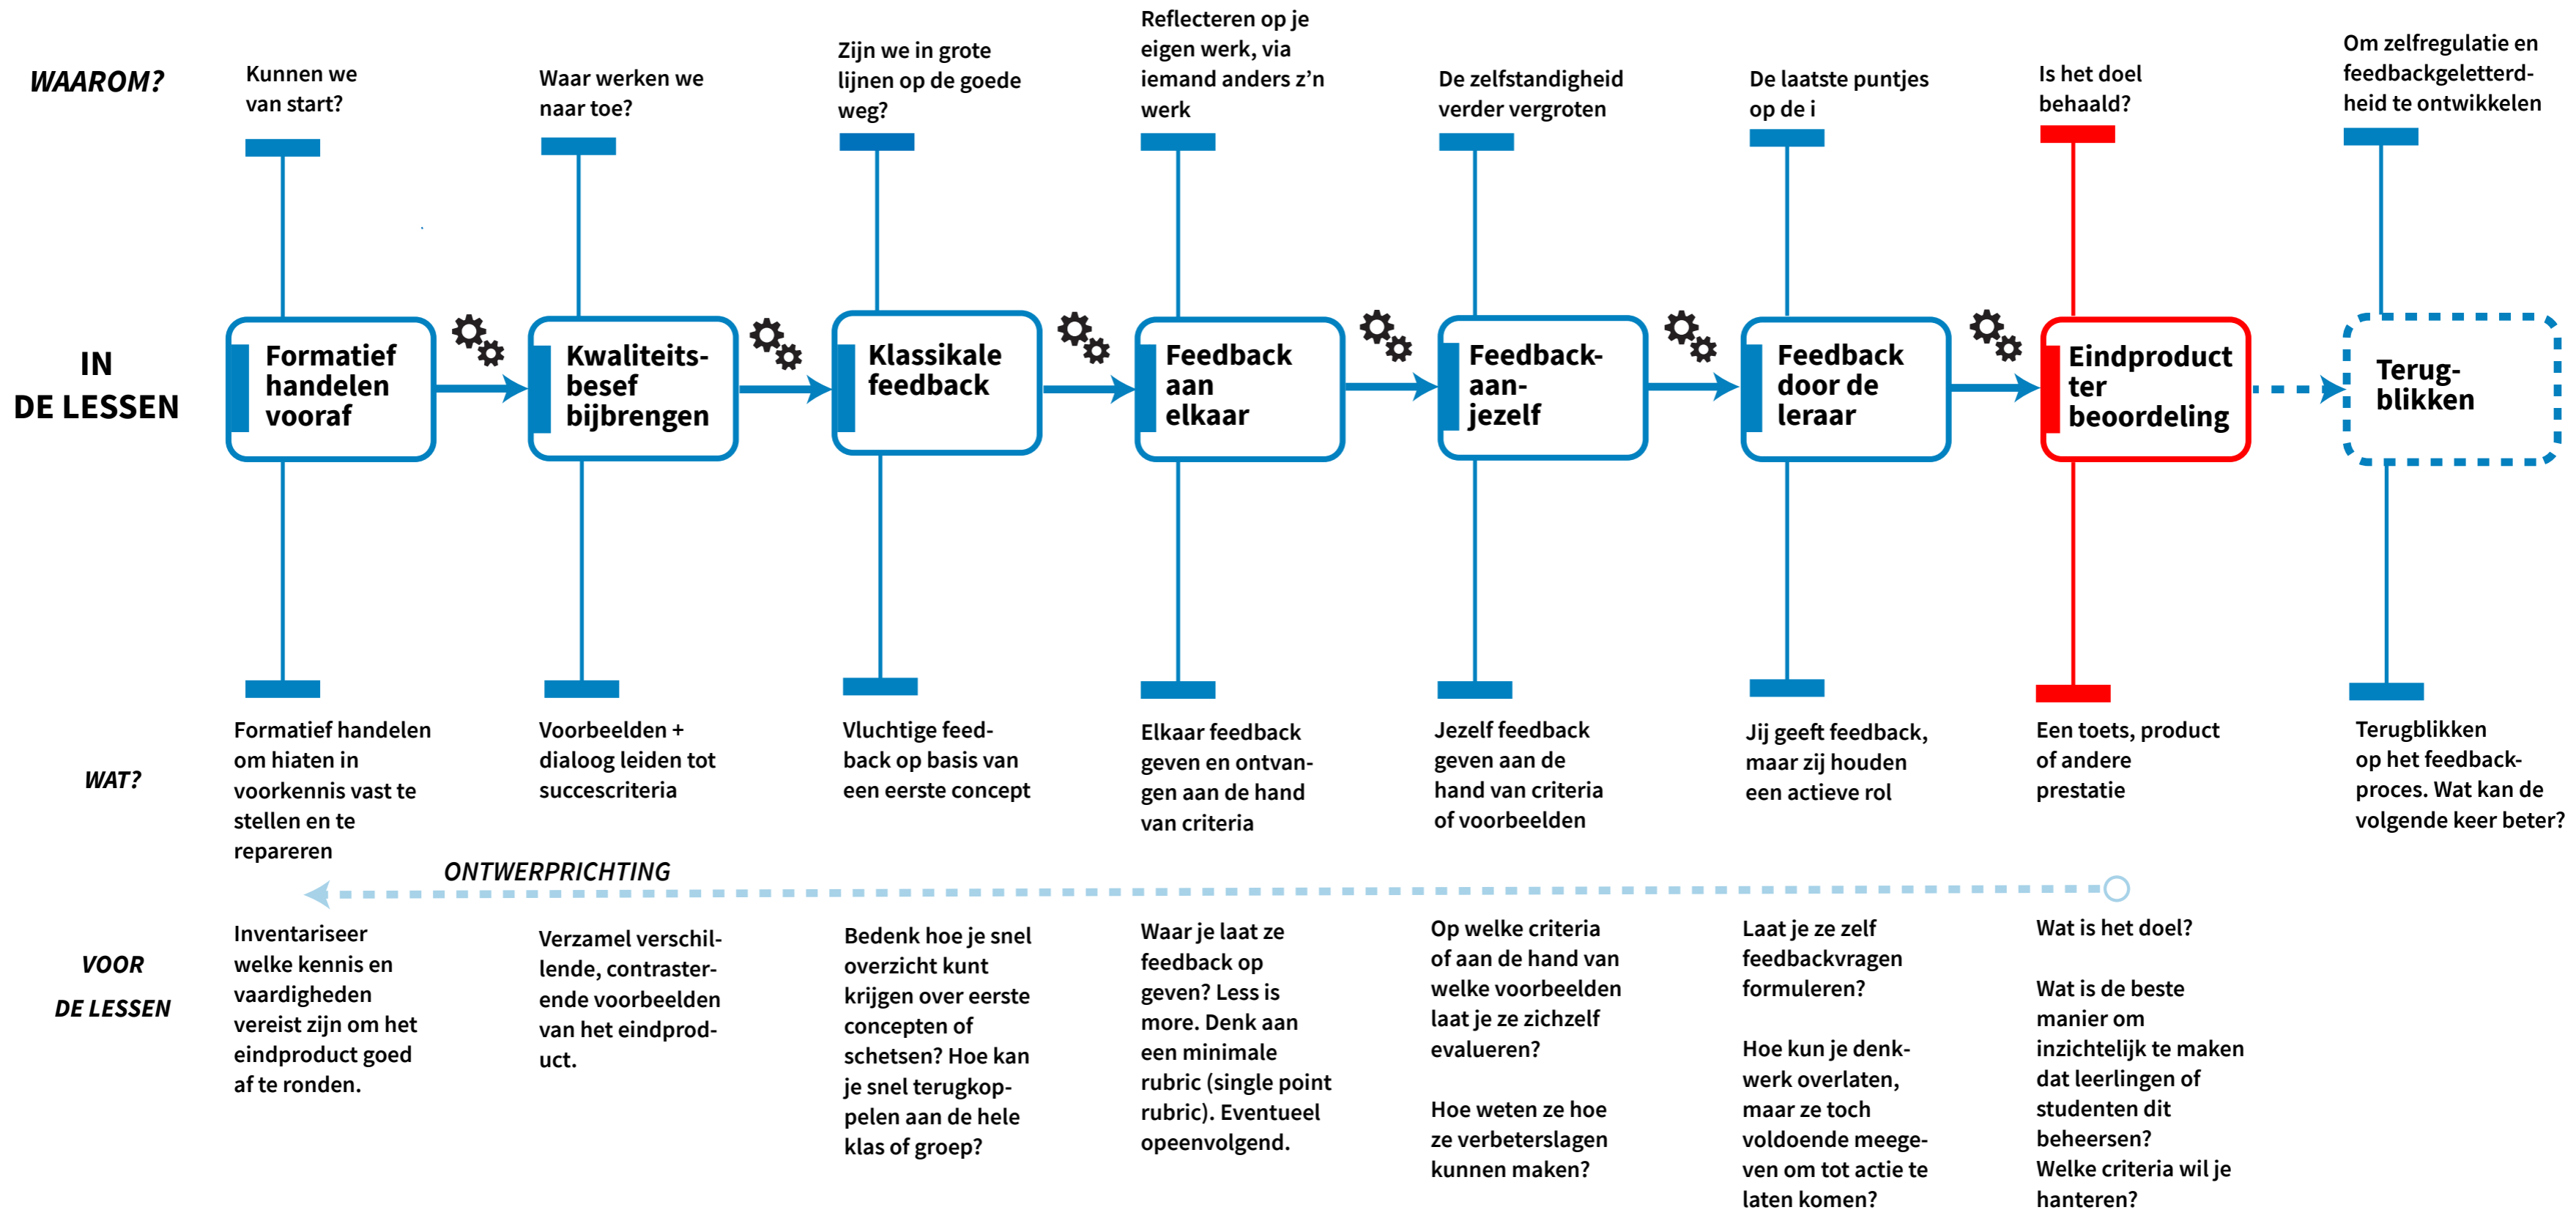 WAAROM?
Kunnen we
van start?
Waar werken we
naar toe?
Zijn we in grote
lijnen op de goede
weg?
Reflecteren op je
eigen werk, via
iemand anders z'n
werk
De zelfstandigheid
verder vergroten
De laatste puntjes
op de i
Is het doel
behaald?
Om zelfregulatie en
feedbackgeletterd-
heid te ontwikkelen
IN
DE LESSEN
Formatief
handelen
vooraf
Kwaliteits-
besef
bijbrengen
Klassikale
feedback
Feedback
aan
elkaar
Feedback-
aan-
jezelf
Feedback
door de
leraar
Eindproduct
ter
beoordeling
Terug-
blikken
WAT?
Formatief handelen
om hiaten in
voorkennis vast te
stellen en te
repareren
Voorbeelden +
dialoog leiden tot
succescriteria
Vluchtige feed-
back op basis van
een eerste concept
Elkaar feedback
geven en ontvan-
gen aan de hand
van criteria
Jezelf feedback
geven aan de
hand van criteria
of voorbeelden
Jij geeft feedback,
maar zij houden
een actieve rol
Een toets, product
of andere
prestatie
Terugblikken
op het feedback-
proces. Wat kan de
volgende keer beter?
ONTWERPRICHTING
VOOR
DE LESSEN
Inventariseer
welke kennis en
vaardigheden
vereist zijn om het
eindproduct goed
af te ronden.
Verzamel verschil-
lende, contraster-
ende voorbeelden
van het eindprod-
uct.
Bedenk hoe je snel
overzicht kunt
krijgen over eerste
concepten of
schetsen? Hoe kan
je snel terugkop-
pelen aan de hele
klas of groep?
Waar je laat ze
feedback op
geven? Less is
more. Denk aan
een minimale
rubric (single point
rubric). Eventueel
opeenvolgend.
Op welke criteria
of aan de hand van
welke voorbeelden
laat je ze zichzelf
evalueren?
Hoe weten ze hoe
ze verbeterslagen
kunnen maken?
Laat je ze zelf
feedbackvragen
formuleren?
Hoe kun je denk-
werk overlaten,
maar ze toch
voldoende meege-
ven om tot actie te
laten komen?
Wat is het doel?
Wat is de beste
manier om
inzichtelijk te maken
dat leerlingen of
studenten dit
beheersen?
Welke criteria wil je
hanteren?